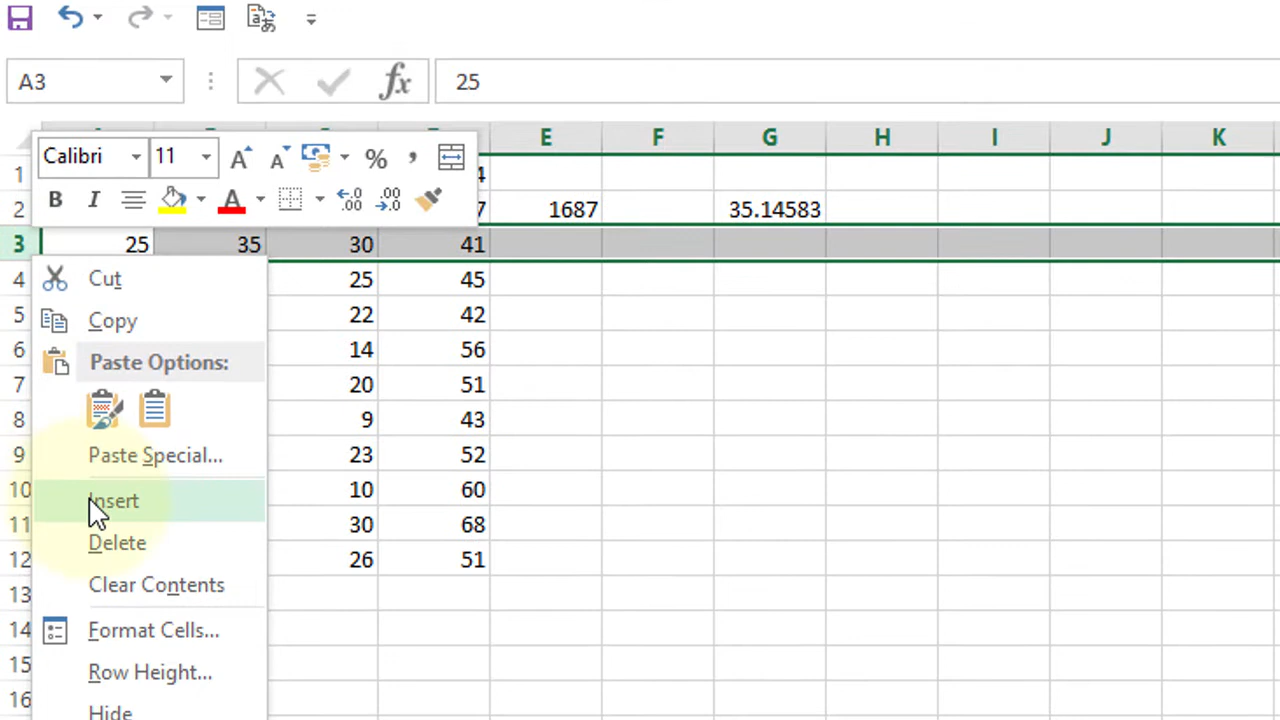 A3 fx 25
E F G H I J K
Calibri 11 A A % ,
B I A .00 .00
1 4
2 7 1687 35.14583
3 25 35 30 41
Cut
4 25 45
5 22 42
Copy
6 14 56
Paste Options:
7 20 51
8 9 43
9 23 52
Paste Special...
10 10 60
Insert
11 30 68
Delete
12 26 51
13
Clear Contents
14
Format Cells...
15
Row Height...
16
Hide